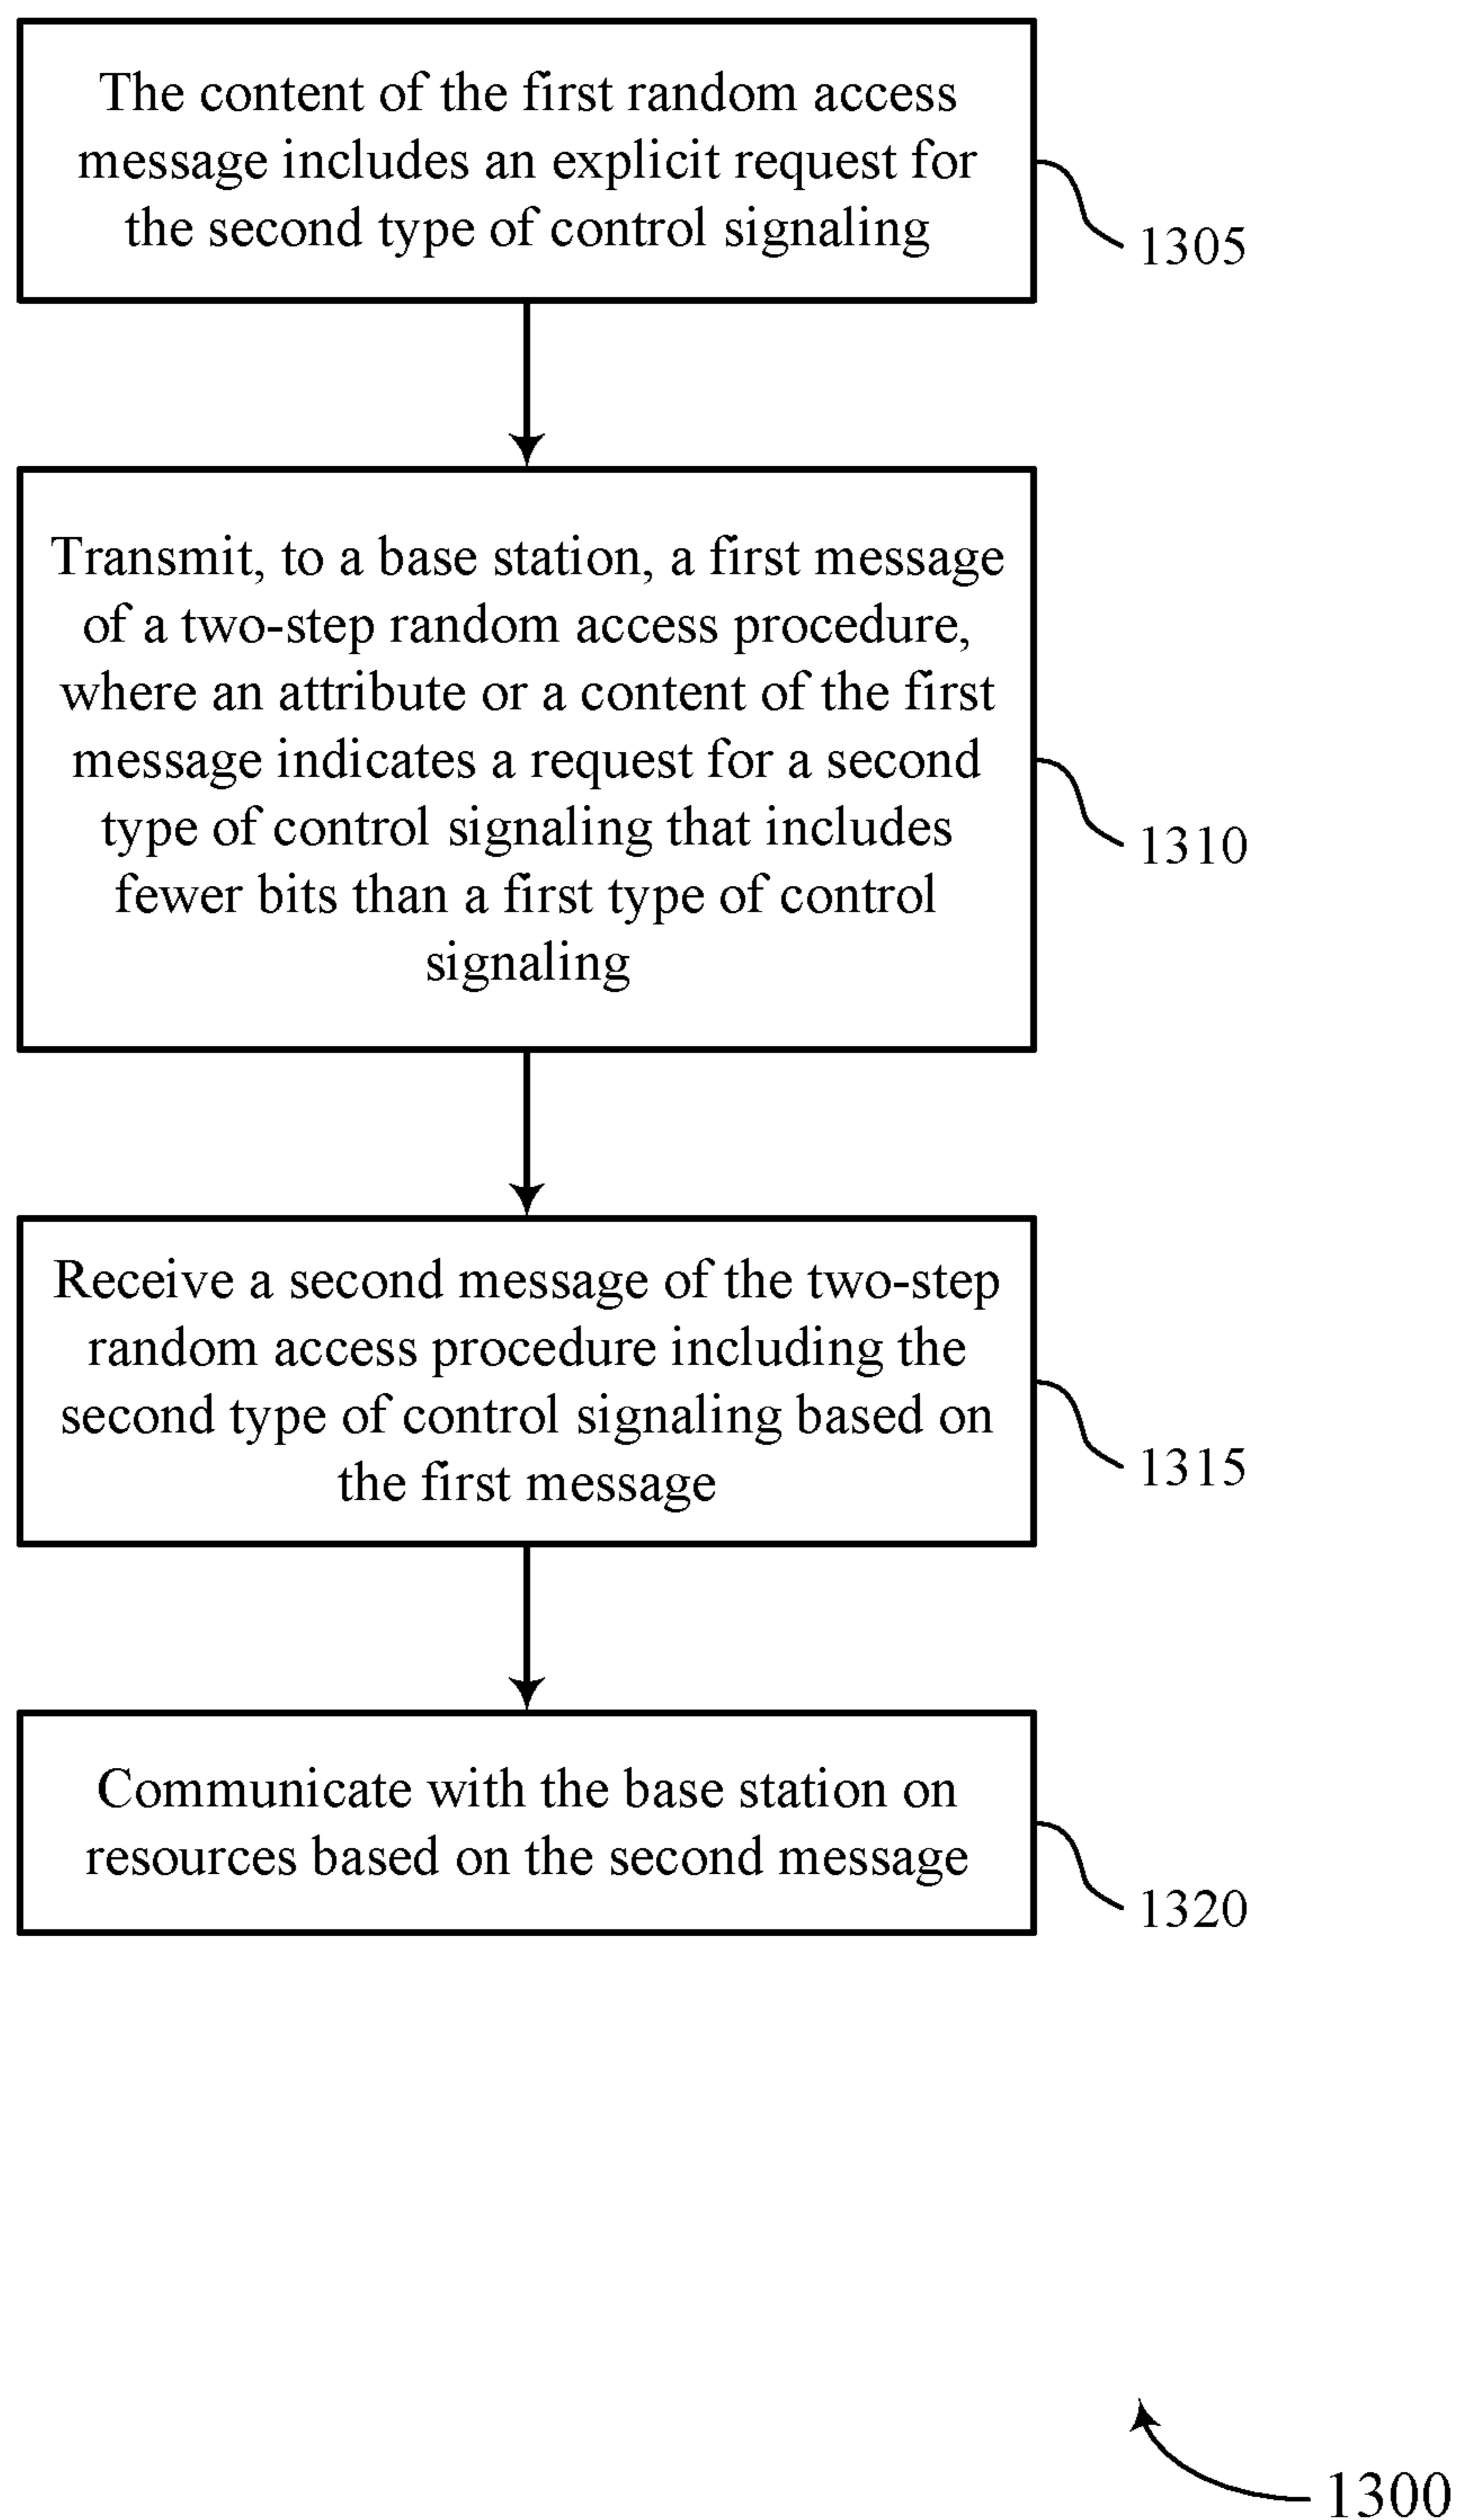 The content of the first random access
message includes an explicit request for
the second type of control signaling
1305
Transmit, to a base station, a first message
of a two-step random access procedure,
where an attribute or a content of the first
message indicates a request for a second
type of control signaling that includes
fewer bits than a first type of control
signaling
1310
Receive a second message of the two-step
random access procedure including the
second type of control signaling based on
the first message
1315
Communicate with the base station on
resources based on the second message
1320
1300